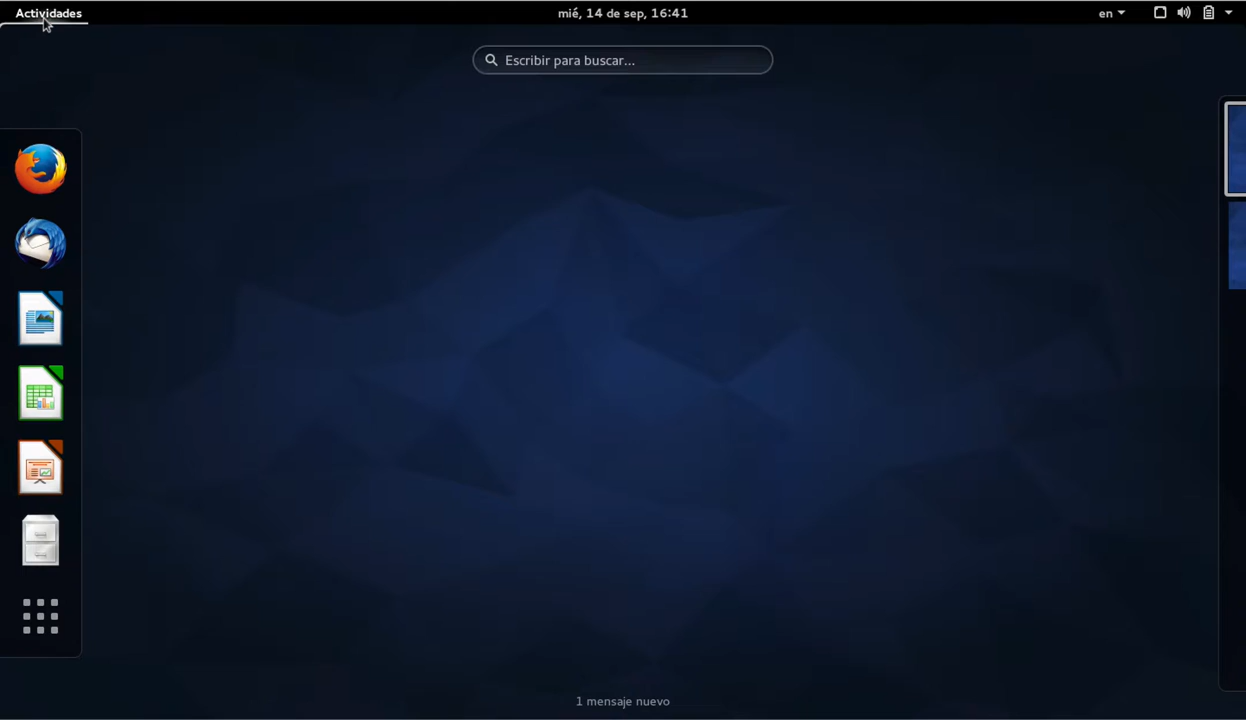 Actividades
mié, 14 de sep, 16:41
en
Escribir para buscar...
1 mensaje nuevo